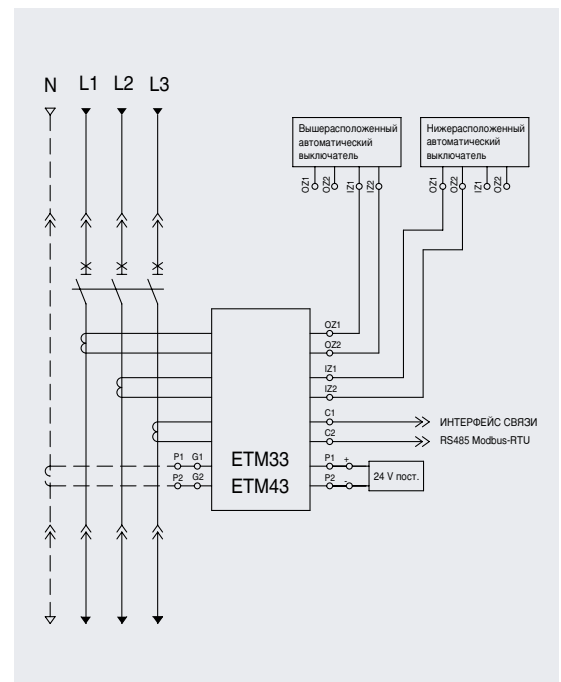 N L1 L2 L3
Вышерасположенный
автоматический
выключатель
OZ1 OZ2 IZ1 IZ2
Нижерасположенный
автоматический
выключатель
OZ1 OZ2 IZ1 OZ2
OZ1
OZ2
IZ1
IZ2
C1
ИНТЕРФЕЙС СВЯЗИ
C2
RS485 Modbus-RTU
P1 G1
P2 G2
ETM33
ETM43
P1 +
P2 -
24 V пост.